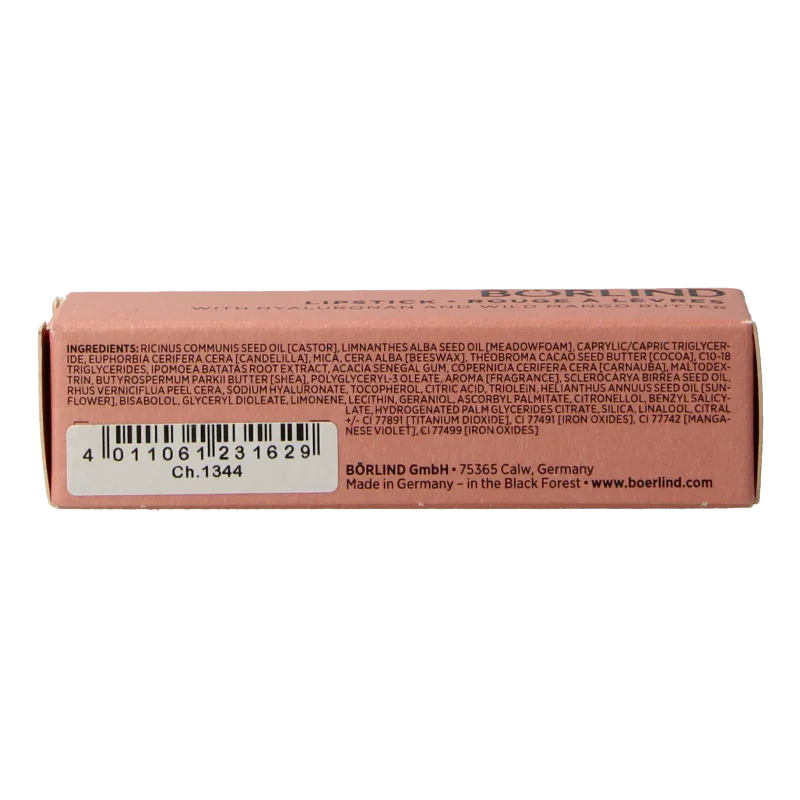 BÖRLIND
LIPSTICK • ROUGE À LÈVRES
WITH HYALURONAN AND WILD MANGO BUTTER
INGREDIENTS: RICINUS COMMUNIS SEED OIL [CASTOR], LIMNANTHES ALBA SEED OIL [MEADOWFOAM], CAPRYLIC/CAPRIC TRIGLYCER-
IDE, EUPHORBIA CERIFERA CERA [CANDELILLA], MICA, CERA ALBA [BEESWAX], THEOBROMA CACAO SEED BUTTER [COCOA], C10-18
TRIGLYCERIDES, IPOMOEA BATATAS ROOT EXTRACT, ACACIA SENEGAL GUM, COPERNICIA CERIFERA CERA [CARNAUBA], MALTODEX-
TRIN, BUTYROSPERMUM PARKII BUTTER [SHEA], POLYGLYCERYL-3 OLEATE, AROMA [FRAGRANCE], SCLEROCARYA BIRREA SEED OIL,
RHUS VERNICIFLUA PEEL CERA, SODIUM HYALURONATE, TOCOPHEROL, CITRIC ACID, TRIOLEIN, HELIANTHUS ANNUUS SEED OIL [SUN-
FLOWER], BISABOLOL, GLYCERYL DIOLEATE, LIMONENE, LECITHIN, GERANIOL, ASCORBYL PALMITATE, CITRONELLOL, BENZYL SALICY-
LATE, HYDROGENATED PALM GLYCERIDES CITRATE, SILICA, LINALOOL, CITRAL
+/- CI 77891 [TITANIUM DIOXIDE], CI 77491 [IRON OXIDES], CI 77742 [MANGA-
NESE VIOLET], CI 77499 [IRON OXIDES]
4 011061 231629
Ch.1344
BÖRLIND GmbH • 75365 Calw, Germany
Made in Germany – in the Black Forest • www.boerlind.com